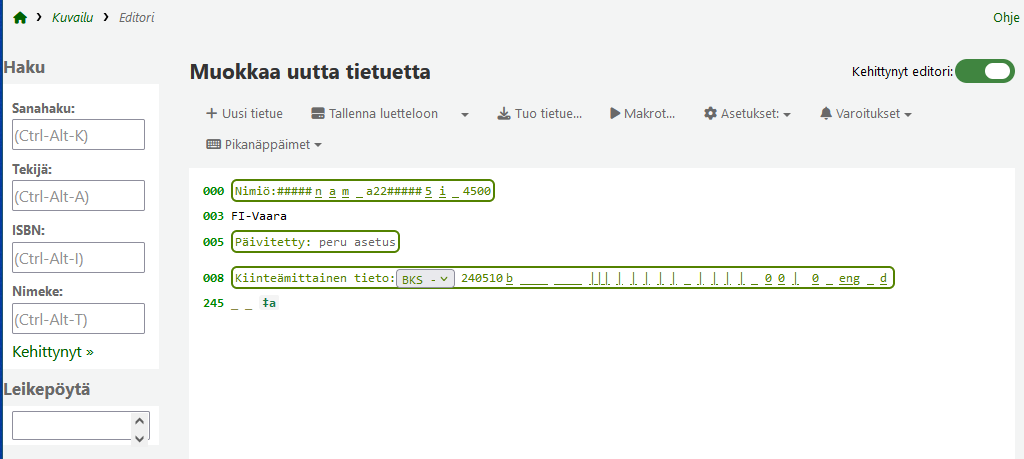 Kuvailu Editori
Ohje
Haku
Sanahaku:
(Ctrl-Alt-K)
Tekijä:
(Ctrl-Alt-A)
ISBN:
(Ctrl-Alt-I)
Nimeke:
(Ctrl-Alt-T)
Kehittynyt »
Leikepöytä
Muokkaa uutta tietuetta
Kehittynyt editori:
+ Uusi tietue Tallenna luetteloon Tuo tietue... Makrot... Asetukset: Varoitukset
Pikanäppäimet
000 Nimiö:##### n a m _ a22##### 5 i _ 4500
003 FI-Vaara
005 Päivitetty: peru asetus
008 Kiinteämittainen tieto: BKS - 240510 b ____ ____ ||| | | | | | | _ | | | | | _ 0 0 | 0 _ eng _ d
245 _ _ ‡a